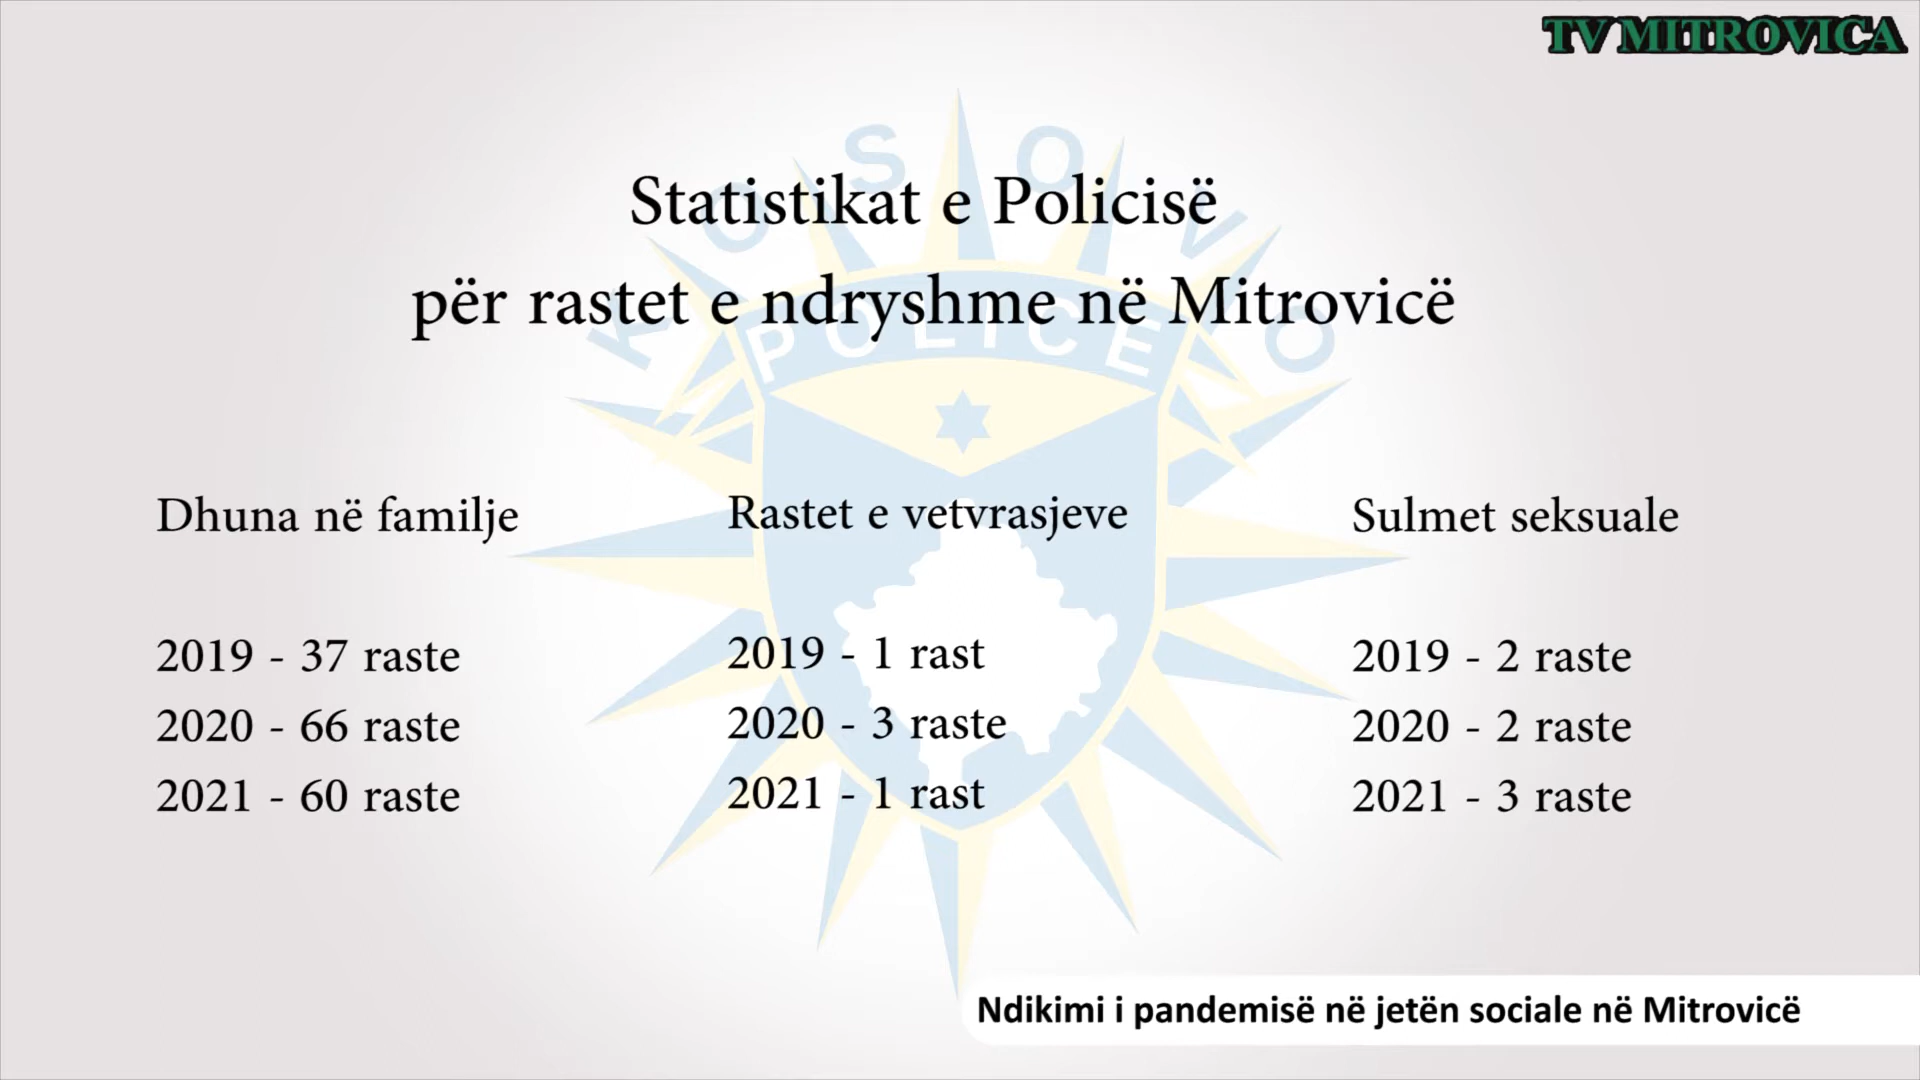 TV MITROVICA
KOSOVO
POLICE
Statistikat e Policisë
për rastet e ndryshme në Mitrovicë
Dhuna në familje
2019 - 37 raste
2020 - 66 raste
2021 - 60 raste
Rastet e vetvrasjeve
2019 - 1 rast
2020 - 3 raste
2021 - 1 rast
Sulmet seksuale
2019 - 2 raste
2020 - 2 raste
2021 - 3 raste
Ndikimi i pandemisë në jetën sociale në Mitrovicë